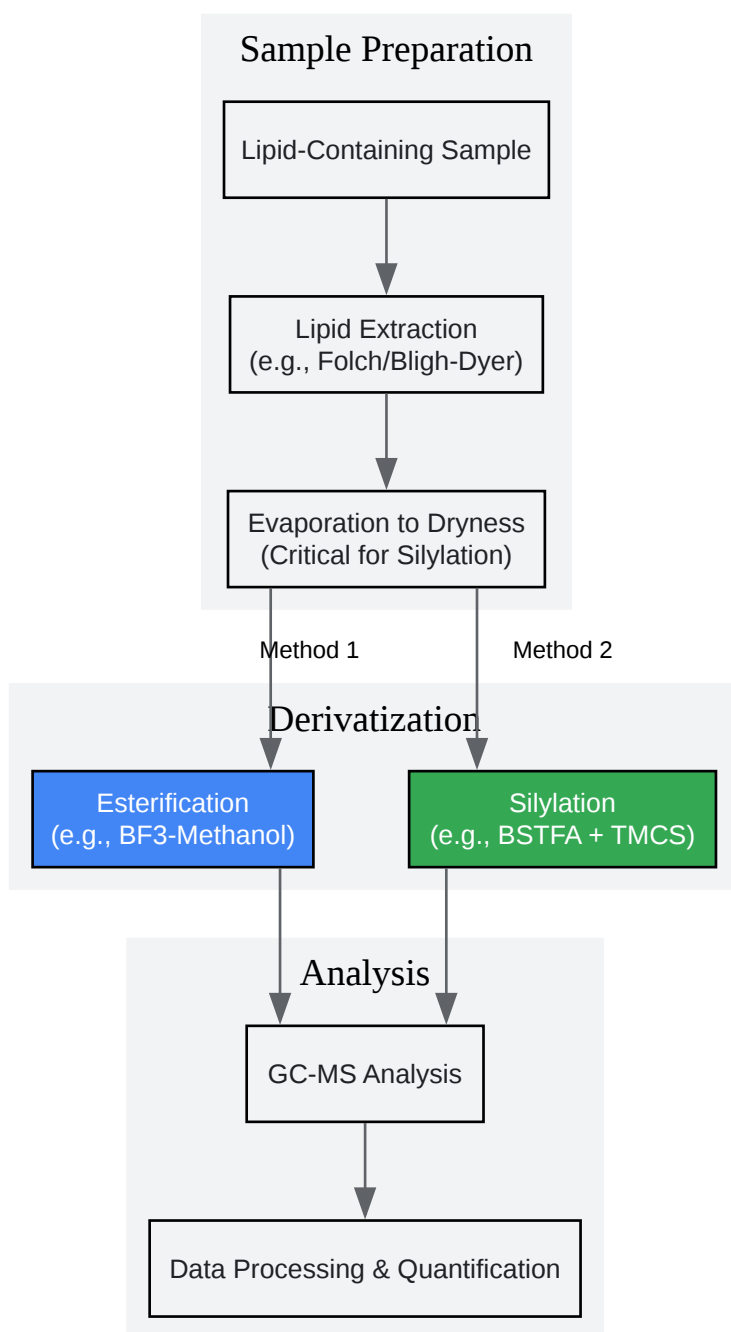 Sample Preparation
Lipid-Containing Sample
Lipid Extraction
(e.g., Folch/Bligh-Dyer)
Evaporation to Dryness
(Critical for Silylation)
Method 1
Method 2
Derivatization
Esterification
(e.g., BF3-Methanol)
Silylation
(e.g., BSTFA + TMCS)
Analysis
GC-MS Analysis
Data Processing & Quantification